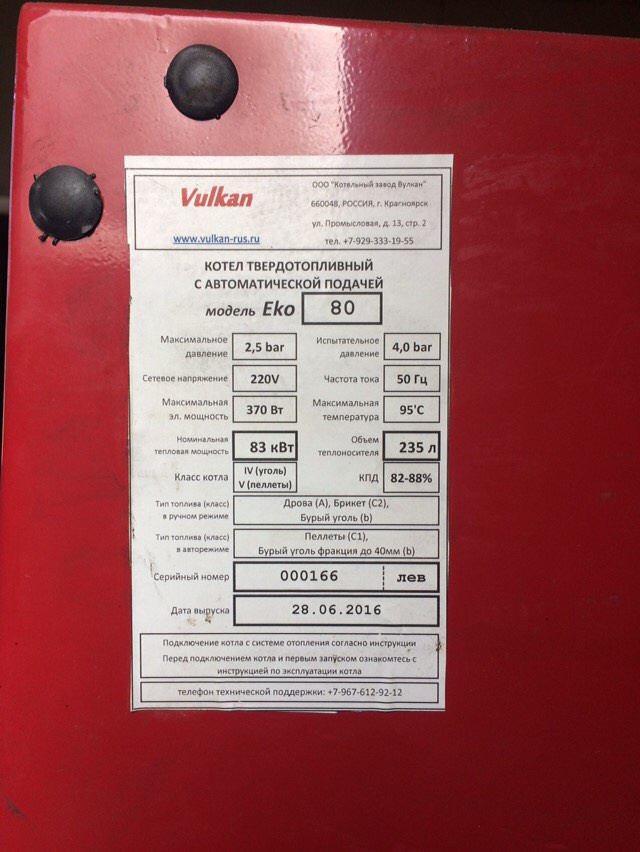 Vulkan
www.vulkan-rus.ru
ООО "Котельный завод Вулкан"
660048, РОССИЯ, г. Красноярск
ул. Промысловая, д. 13, стр. 2
тел. +7-929-333-19-55
КОТЕЛ ТВЕРДОТОПЛИВНЫЙ
С АВТОМАТИЧЕСКОЙ ПОДАЧЕЙ
модель Eko 80
Максимальное
давление
2,5 bar
Испытательное
давление
4,0 bar
Сетевое напряжение
220V
Частота тока
50 Гц
Максимальная
эл. мощность
370 Вт
Максимальная
температура
95'С
Номинальная
тепловая мощность
83 кВт
Объем
теплоносителя
235 л
Класс котла
IV (уголь)
V (пеллеты)
КПД
82-88%
Тип топлива (класс)
в ручном режиме
Дрова (А), Брикет (С2),
Бурый уголь (b)
Тип топлива (класс)
в авторежиме
Пеллеты (С1),
Бурый уголь фракция до 40мм (b)
Серийный номер
000166
лев
Дата выпуска
28.06.2016
Подключение котла с системе отопления согласно инструкции
Перед подключением котла и первым запуском ознакомтесь с
инструкцией по эксплуатации котла
телефон технической поддержки: +7-967-612-92-12